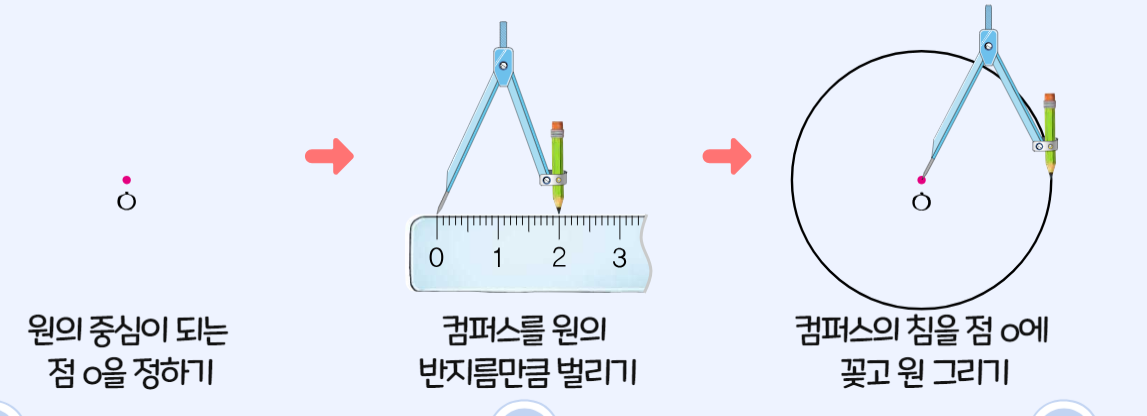 ㅇ
0 1 2 3
ㅇ
원의 중심이 되는
점 ㅇ을 정하기
컴퍼스를 원의
반지름만큼 벌리기
컴퍼스의 침을 점 ㅇ에
꽂고 원 그리기